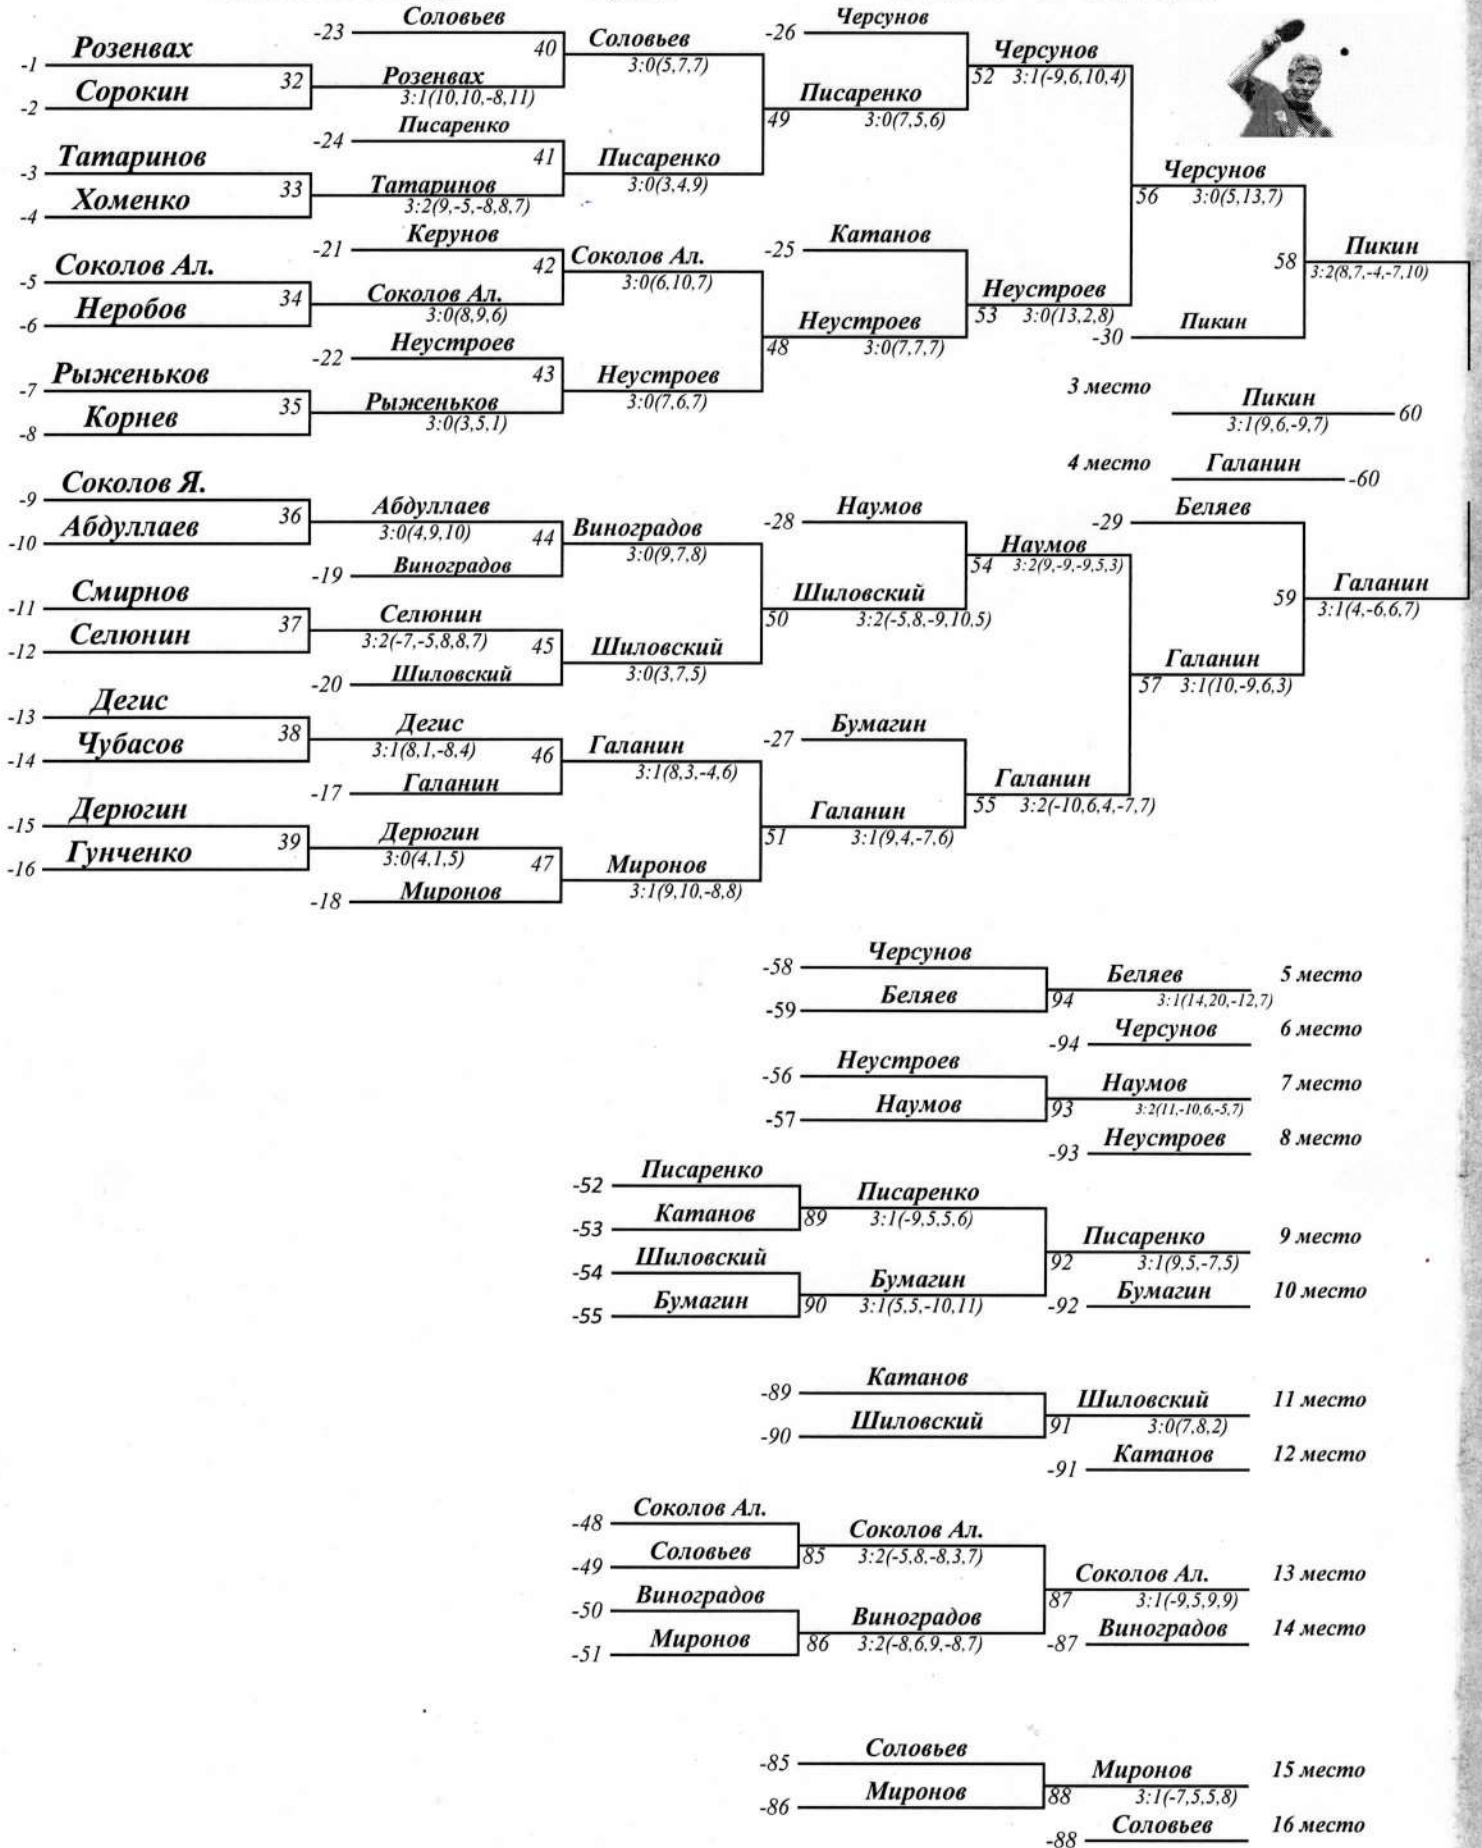 -23 Соловьев
40
Соловьев
3:0(5,7,7)
-26 Черсунов
Черсунов
52 3:1(-9,6,10,4)
-1 Розенвах
32
-2 Сорокин
Розенвах
3:1(10,10,-8,11)
Писаренко
49 3:0(7,5,6)
-24 Писаренко
41
Писаренко
3:0(3,4,9)
-3 Татаринов
33
-4 Хоменко
Татаринов
3:2(9,-5,-8,8,7)
Черсунов
56 3:0(5,13,7)
-21 Керунов
42
Соколов Ал.
3:0(6,10,7)
-25 Катанов
58
Пикин
3:2(8,7,-4,-7,10)
-5 Соколов Ал.
34
-6 Неробов
Соколов Ал.
3:0(8,9,6)
Неустроев
53 3:0(13,2,8)
-30 Пикин
-22 Неустроев
43
Неустроев
48 3:0(7,7,7)
-7 Рыженьков
35
-8 Корнев
Рыженьков
3:0(3,5,1)
Неустроев
3:0(7,6,7)
3 место
Пикин 60
3:1(9,6,-9,7)
4 место
Галанин -60
-9 Соколов Я.
36
-10 Абдуллаев
Абдуллаев
3:0(4,9,10)
44
-19 Виноградов
Виноградов
3:0(9,7,8)
-28 Наумов
Наумов
54 3:2(9,-9,-9,5,3)
-29 Беляев
-11 Смирнов
37
-12 Селюнин
Селюнин
3:2(-7,-5,8,8,7)
45
-20 Шиловский
Шиловский
3:0(3,7,5)
Шиловский
50 3:2(-5,8,-9,10,5)
59
Галанин
3:1(4,-6,6,7)
Галанин
57 3:1(10,-9,6,3)
-13 Дегис
38
-14 Чубасов
Дегис
3:1(8,1,-8,4)
46
-17 Галанин
Галанин
3:1(8,3,-4,6)
-27 Бумагин
Галанин
55 3:2(-10,6,4,-7,7)
-15 Дерюгин
39
-16 Гунченко
Дерюгин
3:0(4,1,5)
47
-18 Миронов
Миронов
3:1(9,10,-8,8)
Галанин
51 3:1(9,4,-7,6)
-58 Черсунов
-59 Беляев
Беляев 5 место
94 3:1(14,20,-12,7)
-94 Черсунов 6 место
-56 Неустроев
-57 Наумов
Наумов 7 место
93 3:2(11,-10,6,-5,7)
-93 Неустроев 8 место
-52 Писаренко
-53 Катанов
Писаренко
89 3:1(-9,5,5,6)
Писаренко 9 место
92 3:1(9,5,-7,5)
-54 Шиловский
-55 Бумагин
Бумагин
90 3:1(5,5,-10,11)
-92 Бумагин 10 место
-89 Катанов
-90 Шиловский
Шиловский 11 место
91 3:0(7,8,2)
-91 Катанов 12 место
-48 Соколов Ал.
-49 Соловьев
Соколов Ал.
85 3:2(-5,8,-8,3,7)
Соколов Ал. 13 место
87 3:1(-9,5,9,9)
-50 Виноградов
-51 Миронов
Виноградов
86 3:2(-8,6,9,-8,7)
-87 Виноградов 14 место
-85 Соловьев
-86 Миронов
Миронов 15 место
88 3:1(-7,5,5,8)
-88 Соловьев 16 место